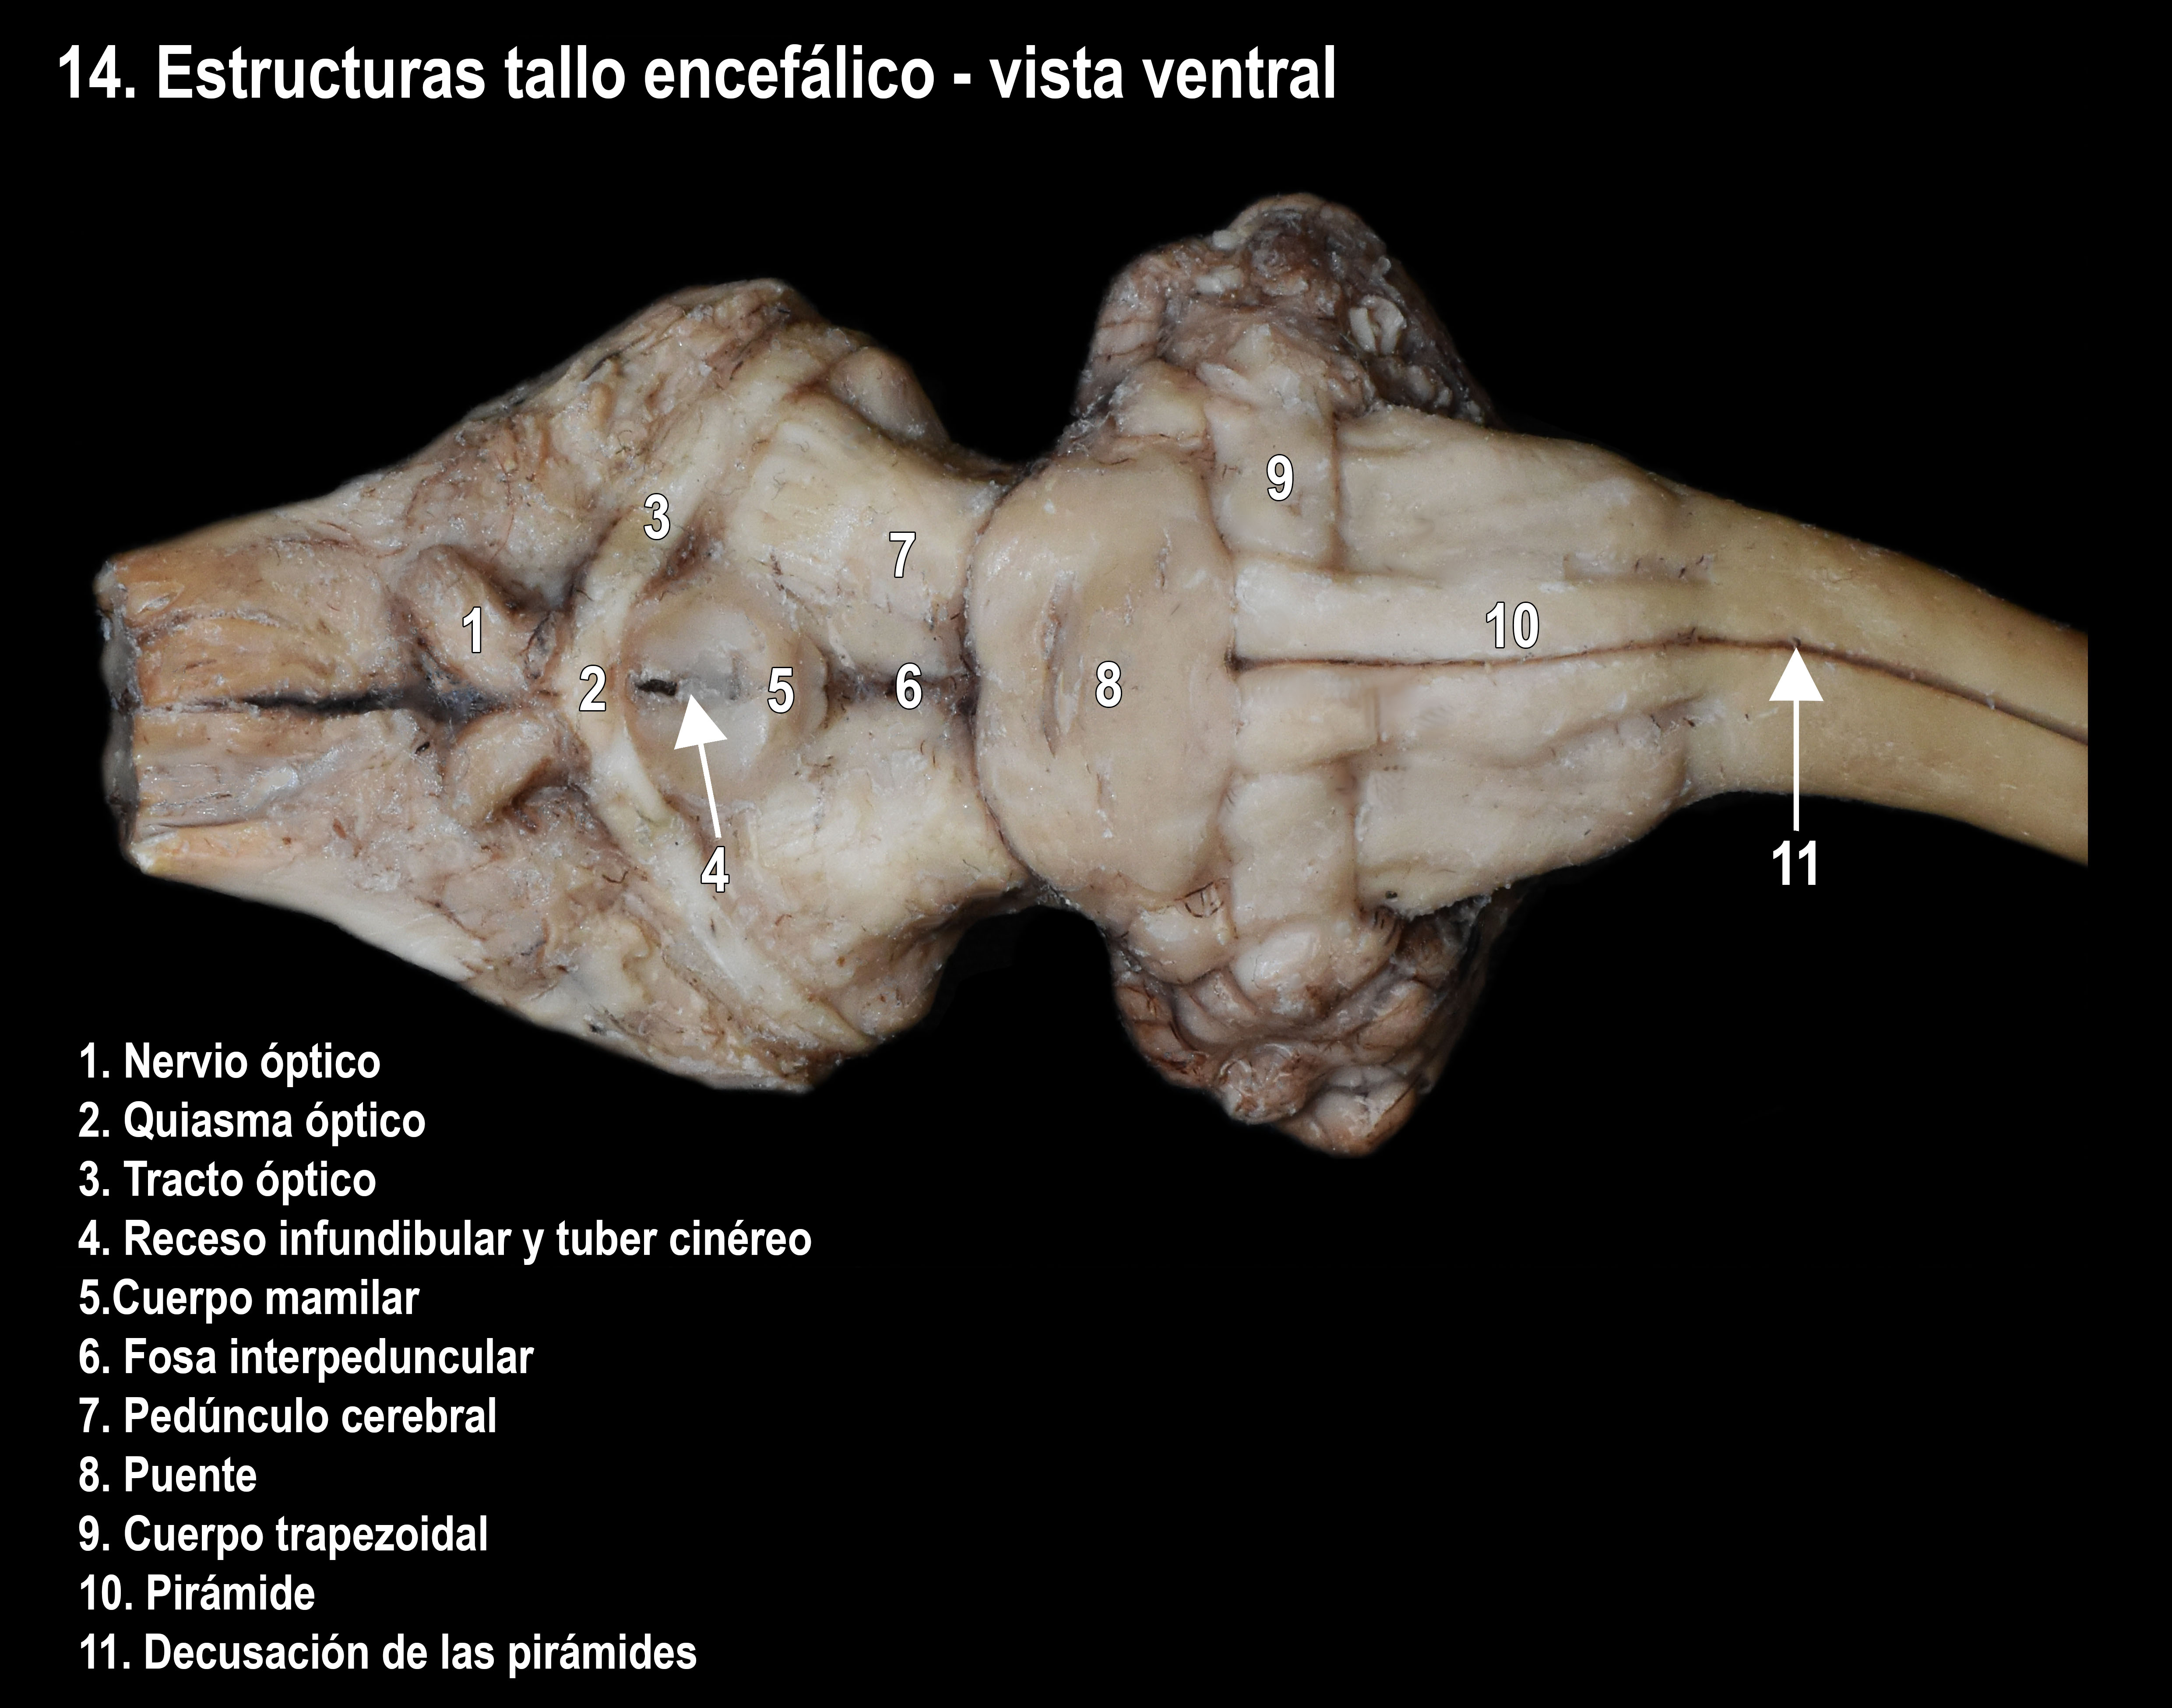 14. Estructuras tallo encefálico - vista ventral
9
3
7
1
10
2
5
6
8
4
11
1. Nervio óptico
2. Quiasma óptico
3. Tracto óptico
4. Receso infundibular y tuber cinéreo
5.Cuerpo mamilar
6. Fosa interpeduncular
7. Pedúnculo cerebral
8. Puente
9. Cuerpo trapezoidal
10. Pirámide
11. Decusación de las pirámides